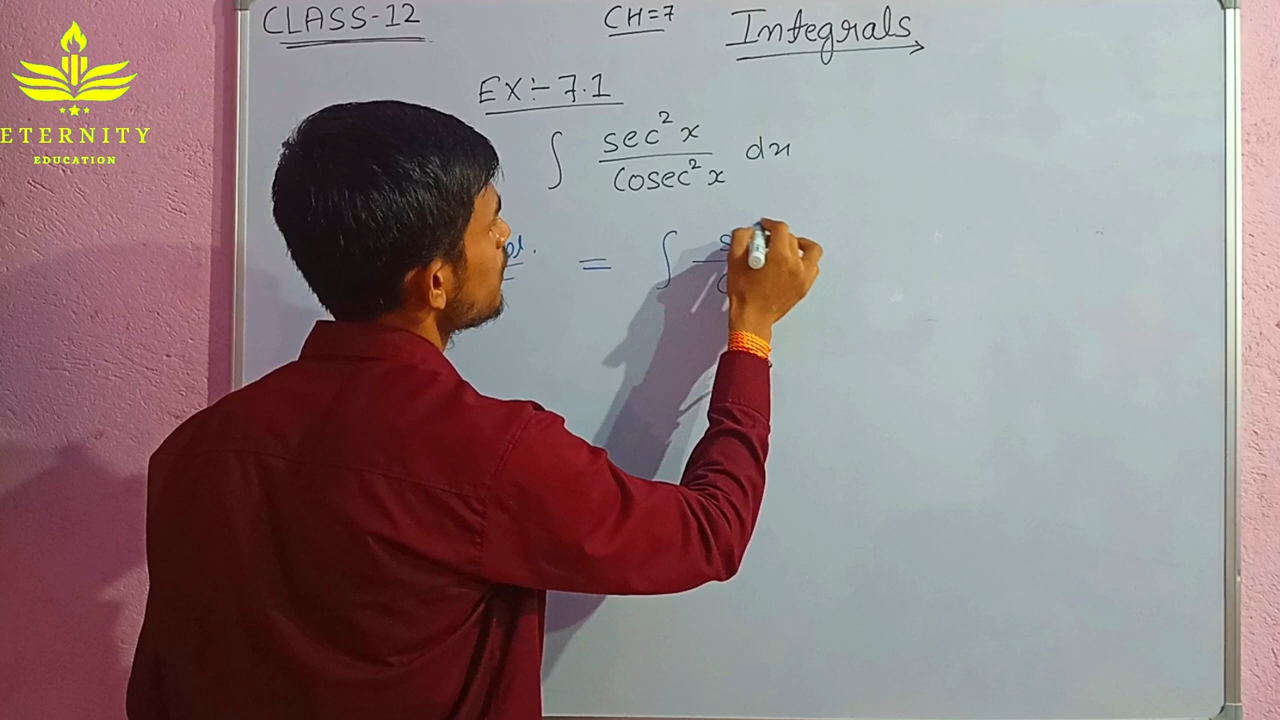 CLASS-12 CH=7 Integrals
ETERNITY
EDUCATION
EX:- 7.1
∫ sec²x / cosec²x dx
= ∫